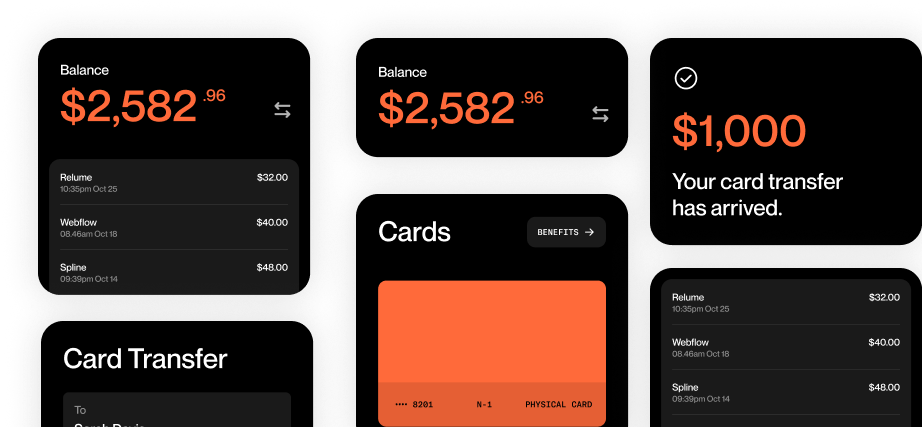 Balance
$2,582 .96
Relume $32.00
10:35pm Oct 25
Webflow $40.00
08.46am Oct 18
Spline $48.00
09:39pm Oct 14
Card Transfer
To
Balance
$2,582 .96
Cards
BENEFITS →
•••• 8201 N-1 PHYSICAL CARD
$1,000
Your card transfer
has arrived.
Relume $32.00
10:35pm Oct 25
Webflow $40.00
08.46am Oct 18
Spline $48.00
09:39pm Oct 14